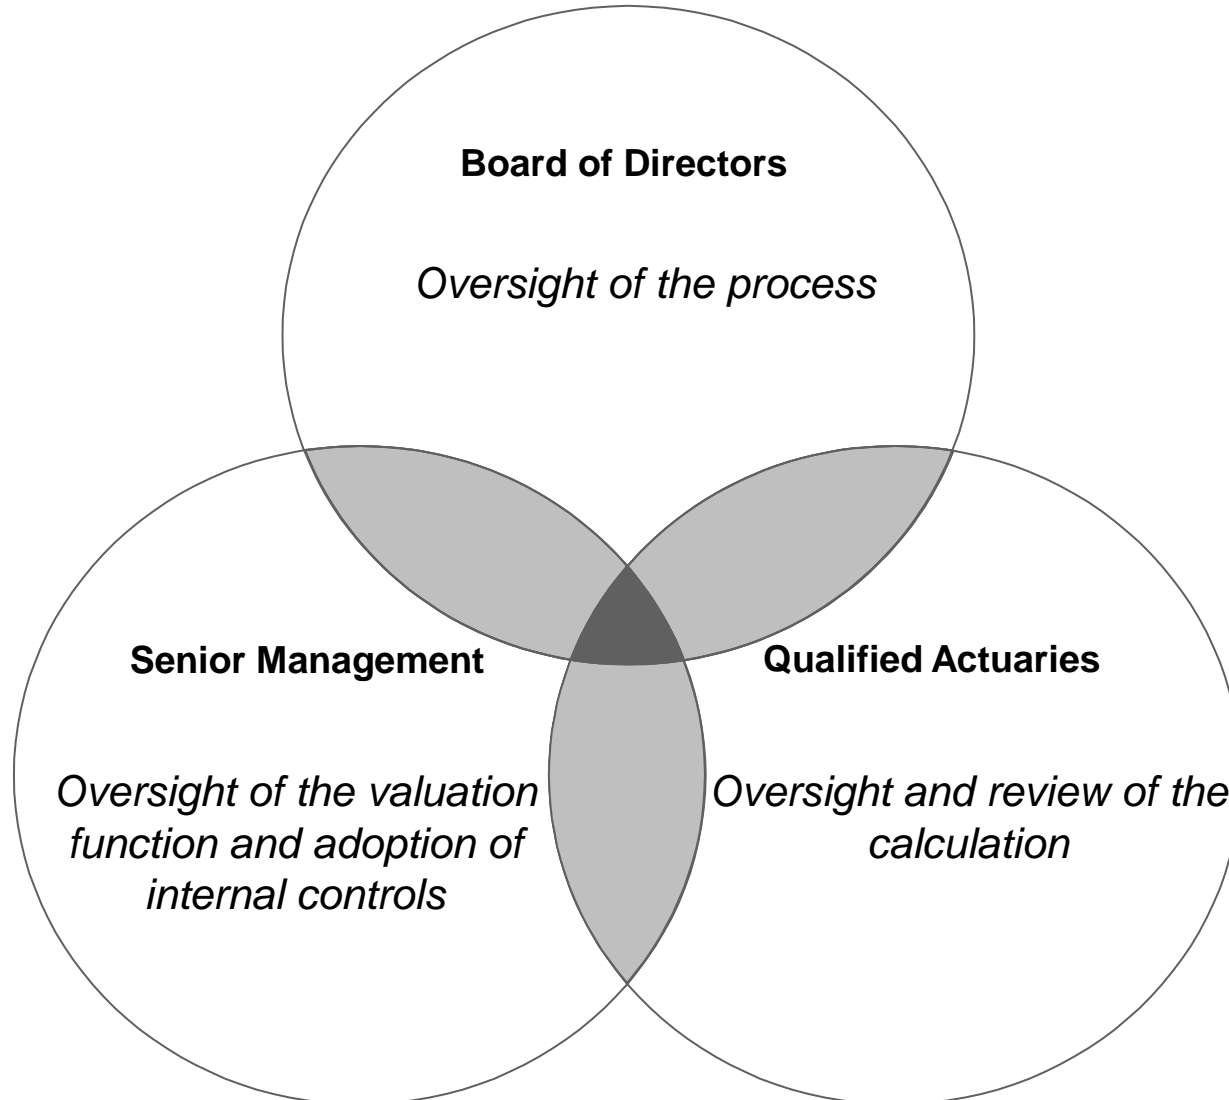 Board of Directors
Oversight of the process
Senior Management
Oversight of the valuation
function and adoption of
internal controls
Qualified Actuaries
Oversight and review of the
calculation